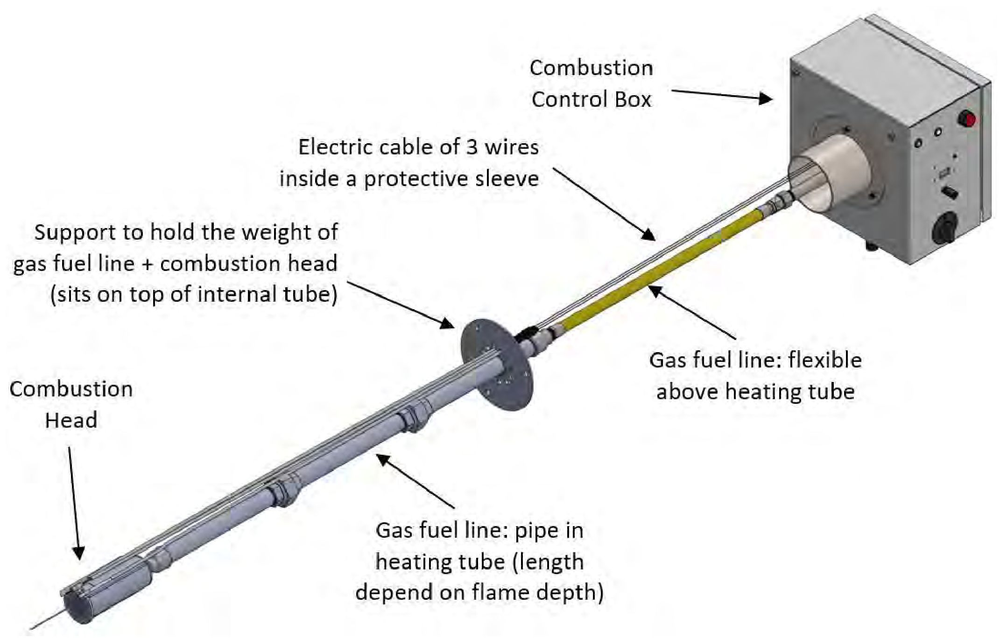 Combustion
Control Box
Electric cable of 3 wires
inside a protective sleeve
Support to hold the weight of
gas fuel line + combustion head
(sits on top of internal tube)
Gas fuel line: flexible
above heating tube
Combustion
Head
Gas fuel line: pipe in
heating tube (length
depend on flame depth)